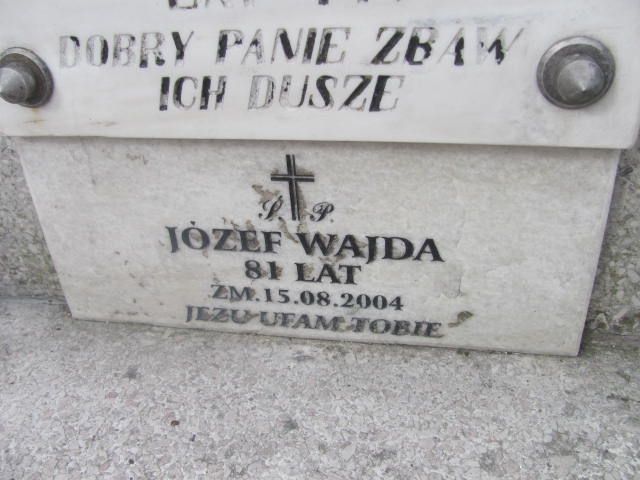 DOBRY PANIE ZBAW
ICH DUSZE
Ś. P.
JÓZEF WAJDA
81 LAT
ZM.15.08.2004
JEZU UFAM TOBIE